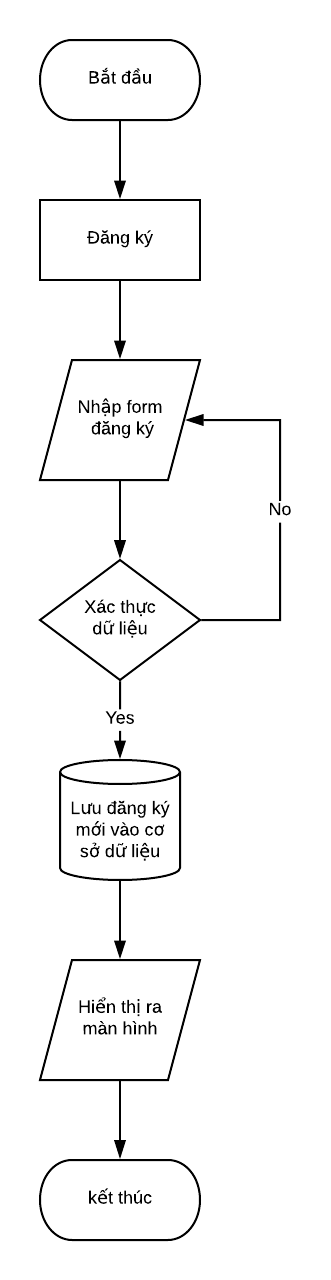 Bắt đầu
Đăng ký
Nhập form
đăng ký
No
Xác thực
dữ liệu
Yes
Lưu đăng ký
mới vào cơ
sở dữ liệu
Hiển thị ra
màn hình
kết thúc